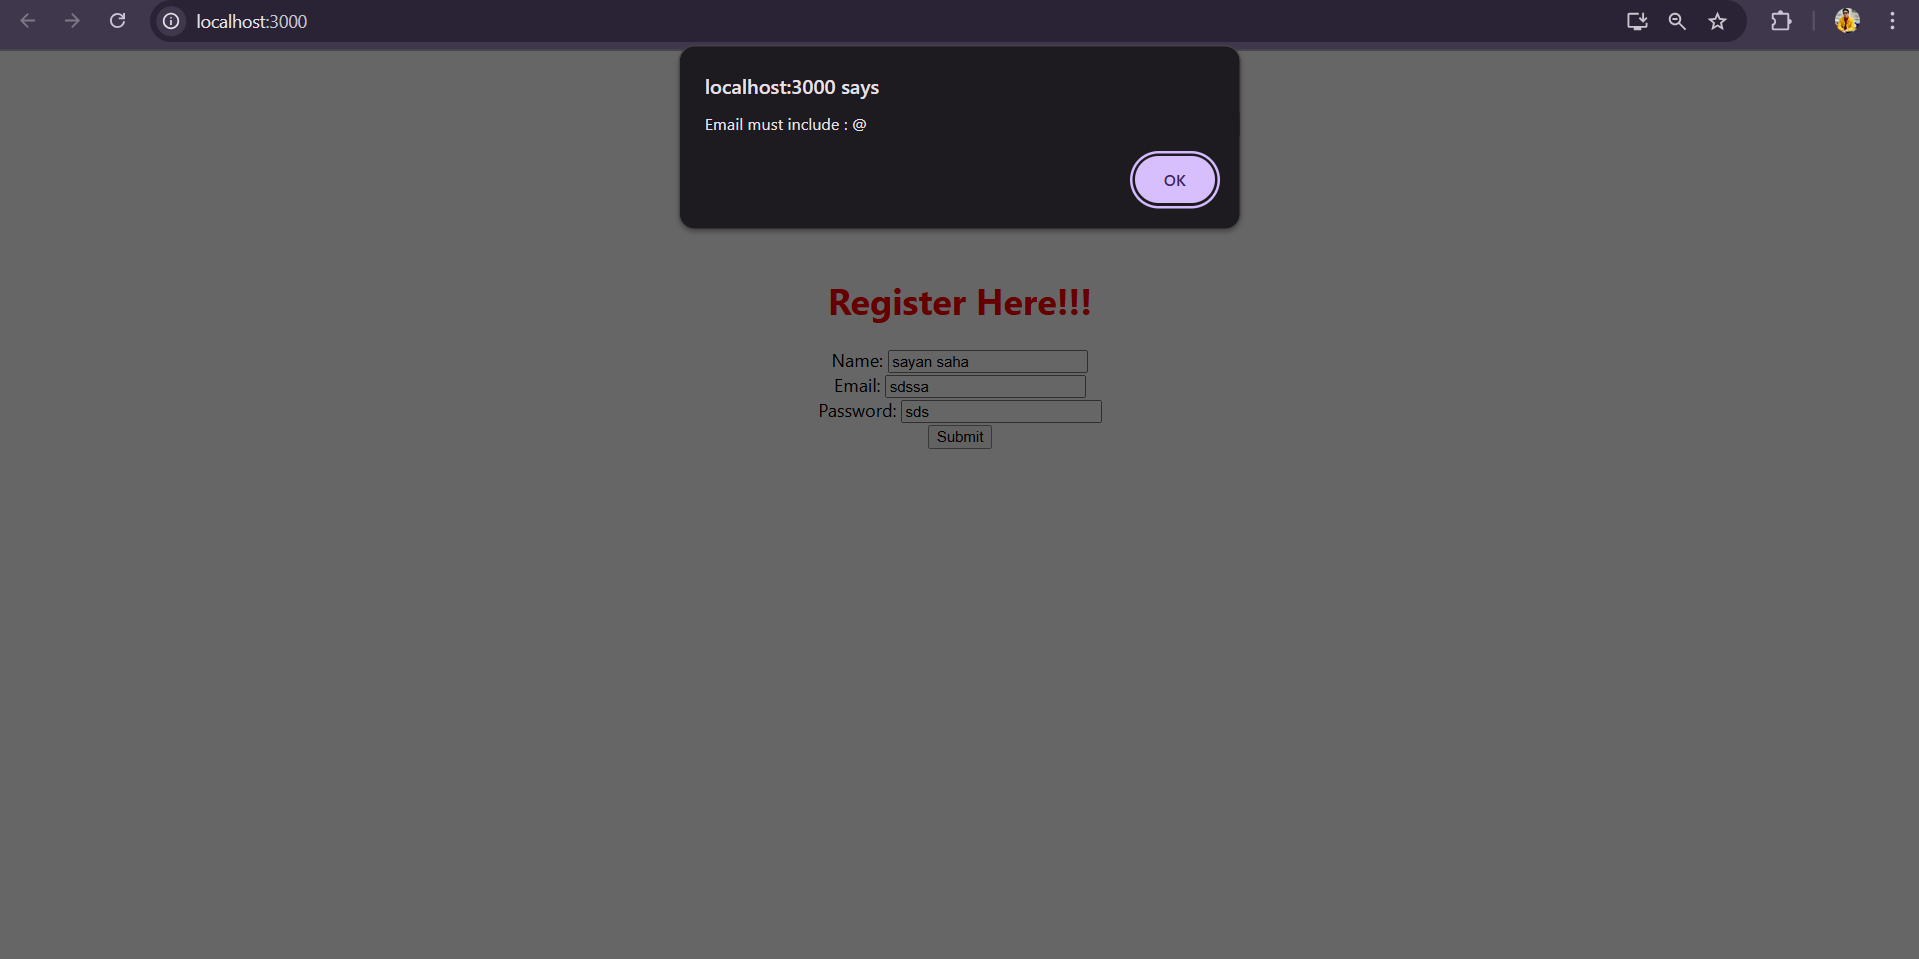 localhost:3000
localhost:3000 says
Email must include : @
OK
Register Here!!!
Name: sayan saha
Email: sdssa
Password: sds
Submit